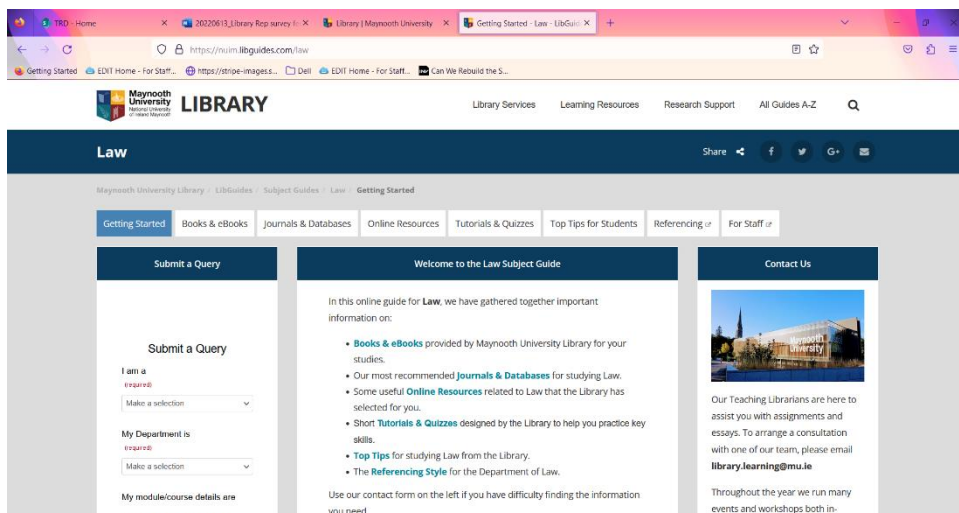 TRD - Home
20220613_Library Rep survey f
Library | Maynooth University
Getting Started - Law - LibGuid
https://nuim.libguides.com/law
Getting Started
EDIT Home - For Staff...
https://stripe-images.s...
Dell
EDIT Home - For Staff...
Can We Rebuild the S...
Maynooth
University
National University
of Ireland Maynooth
LIBRARY
Library Services
Learning Resources
Research Support
All Guides A-Z
Law
Share
f
G+
Maynooth University Library / LibGuides / Subject Guides / Law / Getting Started
Getting Started
Books & eBooks
Journals & Databases
Online Resources
Tutorials & Quizzes
Top Tips for Students
Referencing
For Staff
Submit a Query
Submit a Query
I am a
(required)
Make a selection
My Department is
(required)
Make a selection
My module/course details are
Welcome to the Law Subject Guide
In this online guide for Law, we have gathered together important
information on:
• Books & eBooks provided by Maynooth University Library for your
studies.
• Our most recommended Journals & Databases for studying Law.
• Some useful Online Resources related to Law that the Library has
selected for you.
• Short Tutorials & Quizzes designed by the Library to help you practice key
skills.
• Top Tips for studying Law from the Library.
• The Referencing Style for the Department of Law.
Use our contact form on the left if you have difficulty finding the information
you need.
Contact Us
Maynooth
University
Our Teaching Librarians are here to
assist you with assignments and
essays. To arrange a consultation
with one of our team, please email
library.learning@mu.ie
Throughout the year we run many
events and workshops both in-